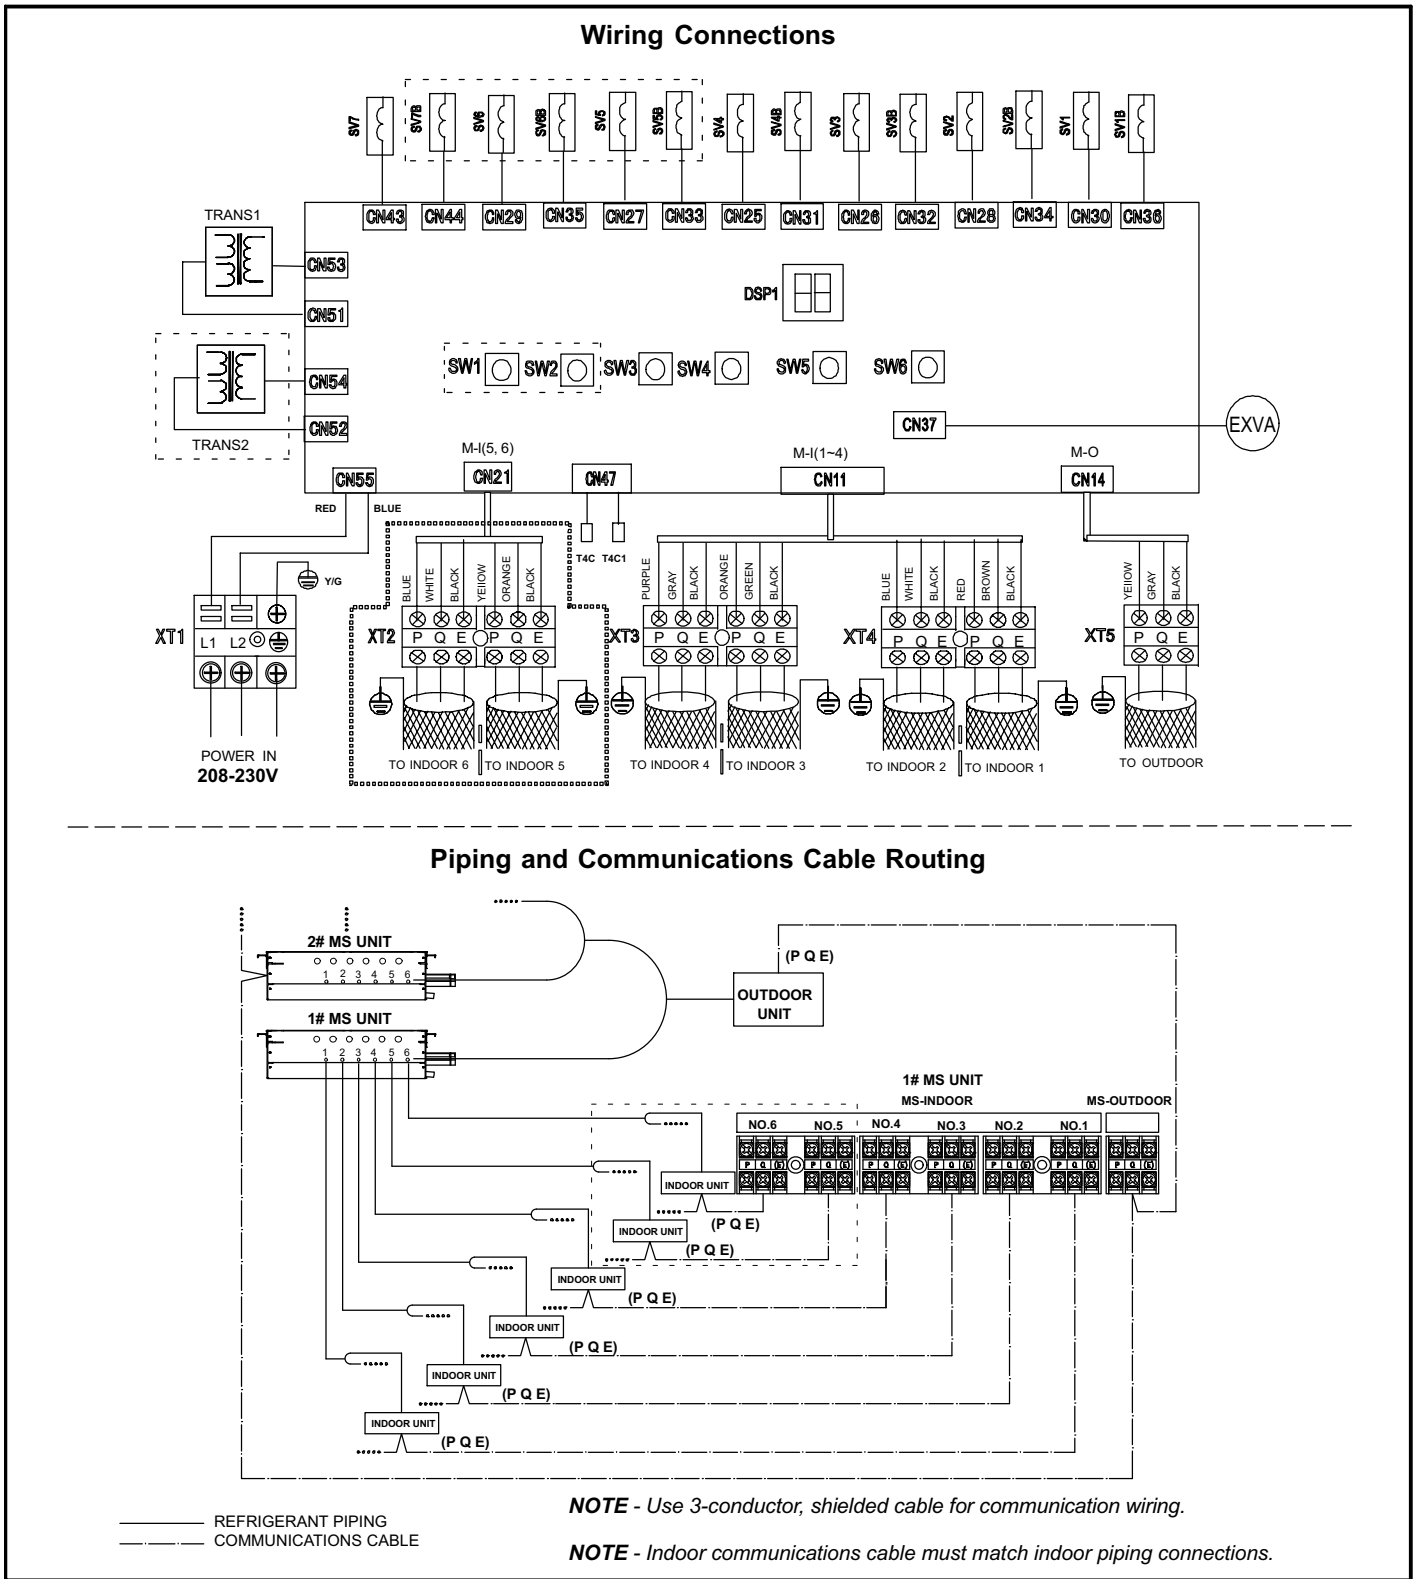 Wiring Connections
SV7 SV7B SV6 SV6B SV5 SV5B SV4 SV4B SV3 SV3B SV2 SV2B SV1 SV1B
CN43 CN44 CN29 CN35 CN27 CN33 CN25 CN31 CN26 CN32 CN28 CN34 CN30 CN36
TRANS1
CN53
DSP1
CN51
SW1 SW2 SW3 SW4 SW5 SW6
CN54
CN37
EXVA
CN52
TRANS2
M-I(5, 6) M-I(1~4) M-O
CN55 CN21 CN47 CN11 CN14
RED BLUE
T4C T4C1
Y/G
BLUE WHITE BLACK YEIIOW ORANGE BLACK PURPLE GRAY BLACK ORANGE GREEN BLACK BLUE WHITE BLACK RED BROWN BLACK YEIIOW GRAY BLACK
XT1 L1 L2 XT2 P Q E P Q E XT3 P Q E P Q E XT4 P Q E P Q E XT5 P Q E
POWER IN
208-230V
TO INDOOR 6 TO INDOOR 5 TO INDOOR 4 TO INDOOR 3 TO INDOOR 2 TO INDOOR 1 TO OUTDOOR
Piping and Communications Cable Routing
2# MS UNIT
1 2 3 4 5 6
(P Q E)
OUTDOOR
UNIT
1# MS UNIT
1 2 3 4 5 6
1# MS UNIT
MS-INDOOR MS-OUTDOOR
NO.6 NO.5 NO.4 NO.3 NO.2 NO.1
P Q (E) P Q (E) P Q (E) P Q (E) P Q (E) P Q (E) P Q (E)
INDOOR UNIT
(P Q E)
INDOOR UNIT
(P Q E)
INDOOR UNIT
(P Q E)
INDOOR UNIT
(P Q E)
INDOOR UNIT
(P Q E)
INDOOR UNIT
(P Q E)
NOTE - Use 3-conductor, shielded cable for communication wiring.
REFRIGERANT PIPING
COMMUNICATIONS CABLE
NOTE - Indoor communications cable must match indoor piping connections.